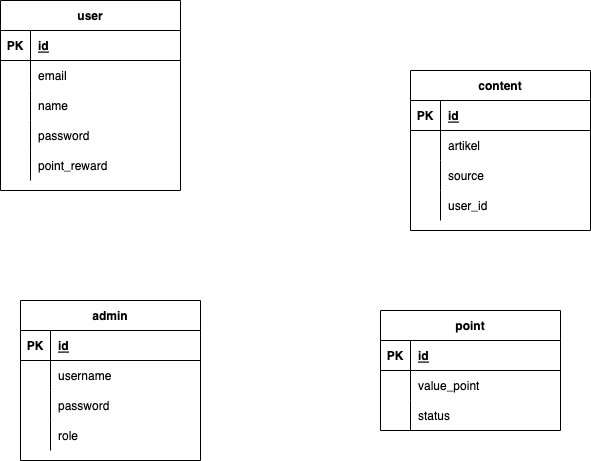 user
PK id
email
name
password
point_reward
content
PK id
artikel
source
user_id
admin
PK id
username
password
role
point
PK id
value_point
status